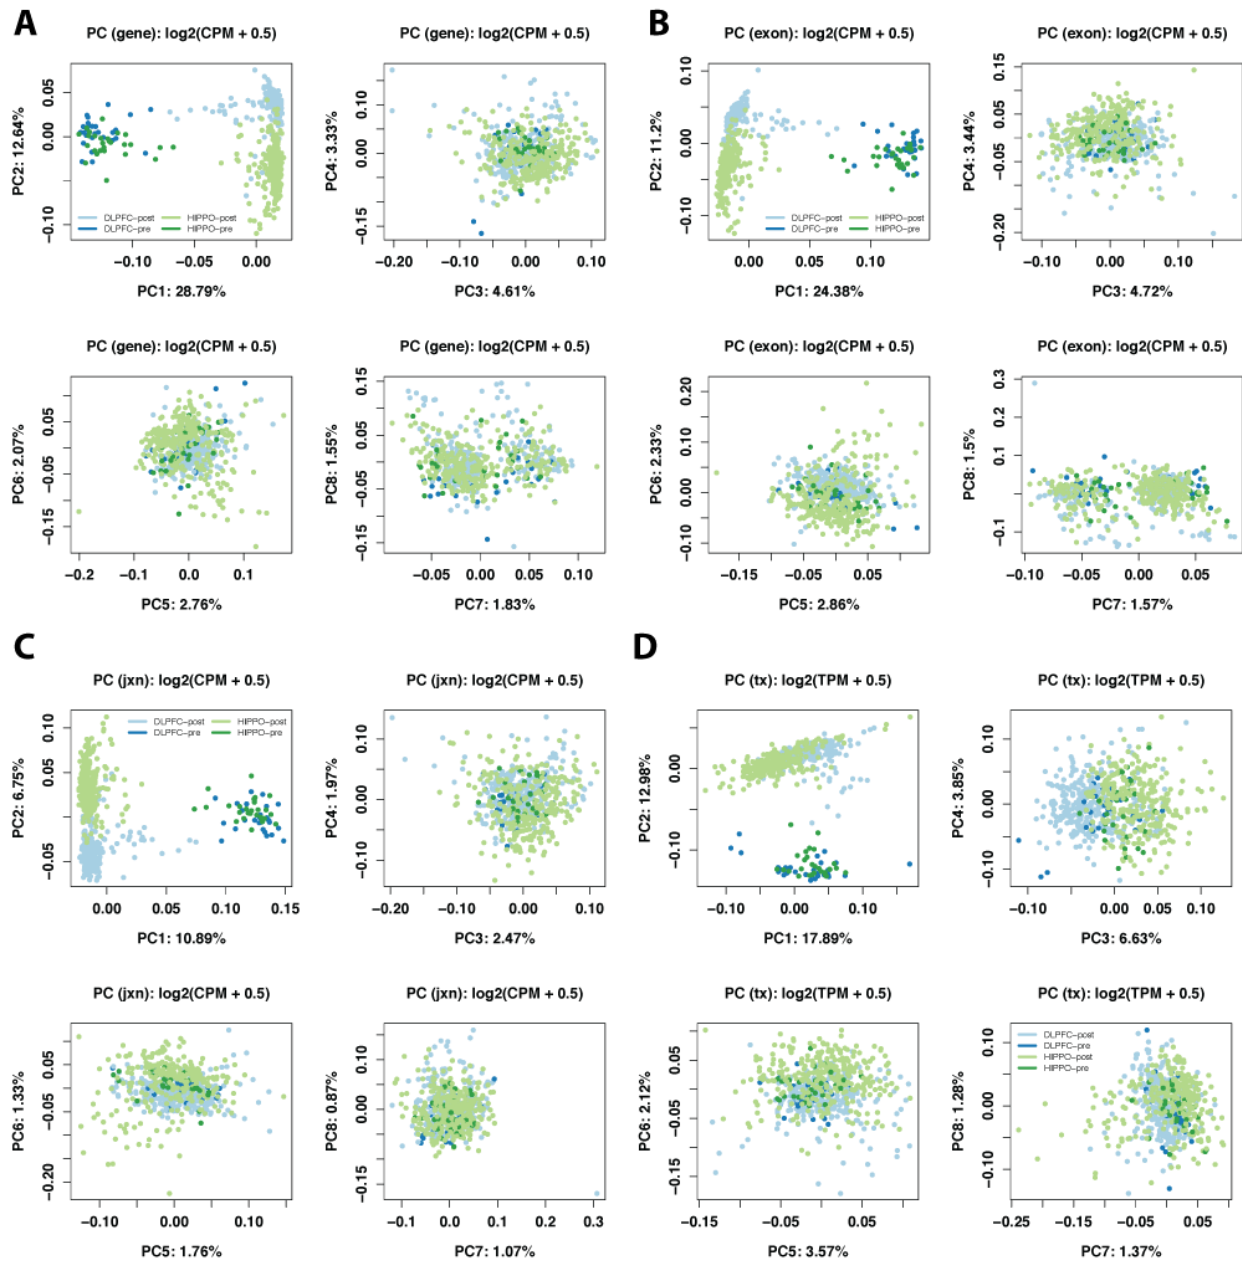 A
PC (gene): log2(CPM + 0.5)
PC2: 12.64%
0.05
0.00
−0.10
DLPFC−post
HIPPO−post
DLPFC−pre
HIPPO−pre
−0.10
−0.05
0.00
PC1: 28.79%
PC (gene): log2(CPM + 0.5)
PC4: 3.33%
0.10
0.00
−0.15
−0.20
−0.10
0.00
0.10
PC3: 4.61%
B
PC (exon): log2(CPM + 0.5)
PC2: 11.2%
0.10
0.00
−0.10
DLPFC−post
HIPPO−post
DLPFC−pre
HIPPO−pre
0.00
0.05
0.10
PC1: 24.38%
PC (exon): log2(CPM + 0.5)
PC4: 3.44%
0.15
0.05
−0.05
−0.20
−0.10
0.00
0.10
PC3: 4.72%
PC (gene): log2(CPM + 0.5)
PC6: 2.07%
0.05
−0.05
−0.15
−0.2
−0.1
0.0
0.1
PC5: 2.76%
PC (gene): log2(CPM + 0.5)
PC8: 1.55%
0.15
0.05
−0.05
−0.15
−0.05
0.00
0.05
0.10
PC7: 1.83%
PC (exon): log2(CPM + 0.5)
PC6: 2.33%
0.20
0.10
0.00
−0.10
−0.15
−0.05
0.05
PC5: 2.86%
PC (exon): log2(CPM + 0.5)
PC8: 1.5%
0.3
0.1
−0.1
−0.10
−0.05
0.00
0.05
PC7: 1.57%
C
PC (jxn): log2(CPM + 0.5)
PC2: 6.75%
0.10
0.05
−0.05
DLPFC−post
HIPPO−post
DLPFC−pre
HIPPO−pre
0.00
0.05
0.10
0.15
PC1: 10.89%
PC (jxn): log2(CPM + 0.5)
PC4: 1.97%
0.10
0.00
−0.10
−0.20
−0.10
0.00
0.10
PC3: 2.47%
D
PC (tx): log2(TPM + 0.5)
PC2: 12.98%
0.00
−0.10
−0.10
0.00
0.10
PC1: 17.89%
PC (tx): log2(TPM + 0.5)
PC4: 3.85%
0.10
0.00
−0.10
−0.10
0.00
0.05
0.10
PC3: 6.63%
PC (jxn): log2(CPM + 0.5)
PC6: 1.33%
0.05
−0.05
−0.20
−0.10
0.00
0.10
PC5: 1.76%
PC (jxn): log2(CPM + 0.5)
PC8: 0.87%
0.10
0.00
−0.15
−0.1
0.0
0.1
0.2
0.3
PC7: 1.07%
PC (tx): log2(TPM + 0.5)
PC6: 2.12%
0.05
−0.05
−0.15
−0.15
−0.05
0.05
PC5: 3.57%
PC (tx): log2(TPM + 0.5)
PC8: 1.28%
0.10
0.00
−0.10
DLPFC−post
DLPFC−pre
HIPPO−post
HIPPO−pre
−0.25
−0.15
−0.05
0.05
PC7: 1.37%